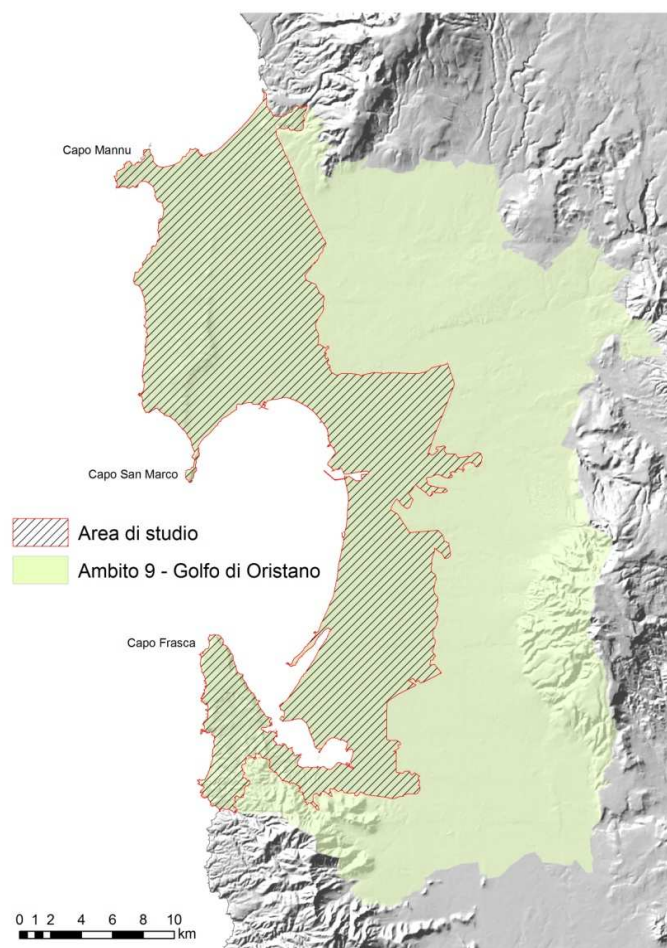 Capo Mannu
Capo San Marco
Area di studio
Ambito 9 - Golfo di Oristano
Capo Frasca
0 1 2 4 6 8 10
km